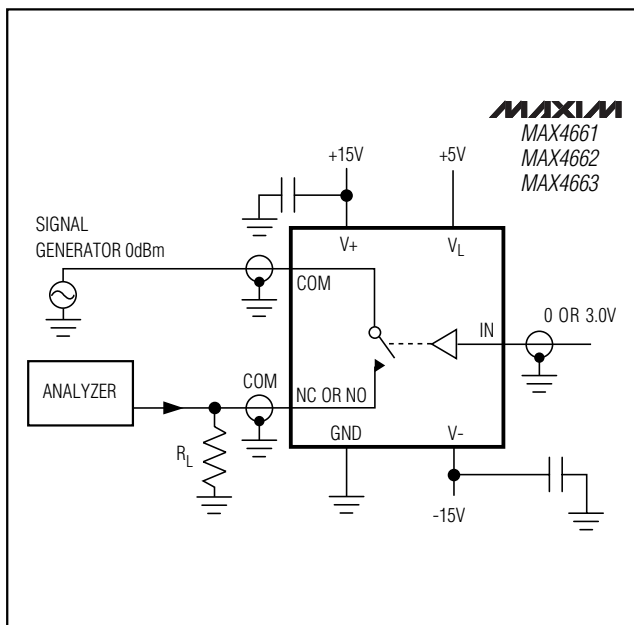 MAXIM
MAX4661
MAX4662
MAX4663
+15V
+5V
SIGNAL
GENERATOR 0dBm
V+
VL
COM
IN
0 OR 3.0V
ANALYZER
COM
NC OR NO
RL
GND
V-
-15V